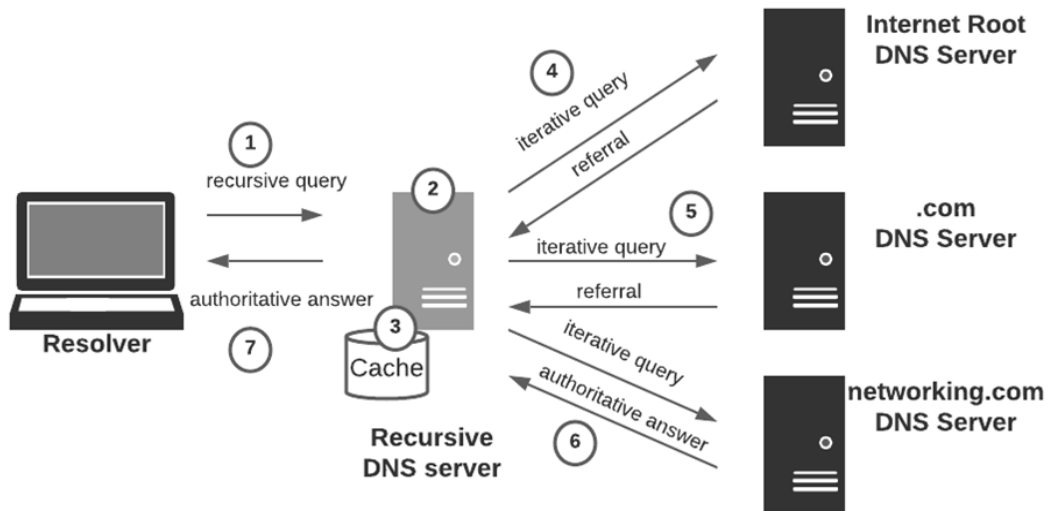 Internet Root
DNS Server
4
iterative query
referral
1
recursive query
2
5
.com
DNS Server
iterative query
authoritative answer
referral
3
Resolver
7
Cache
iterative query
authoritative answer
networking.com
DNS Server
6
Recursive
DNS server